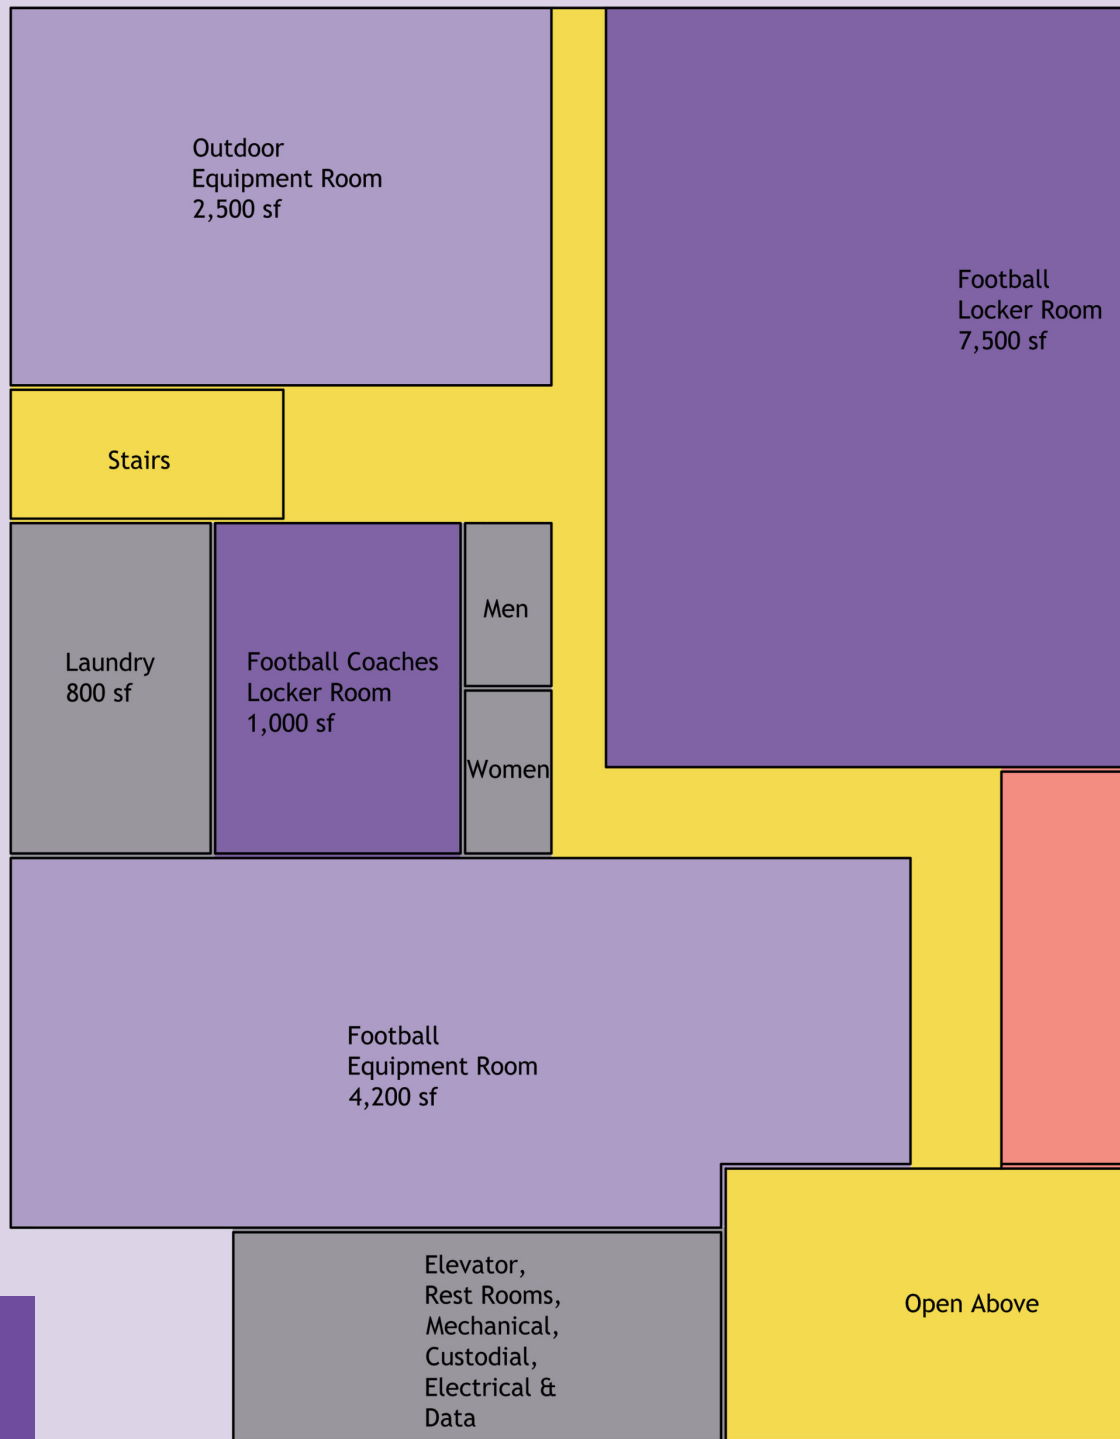 Outdoor
Equipment Room
2,500 sf
Football
Locker Room
7,500 sf
Stairs
Men
Laundry
800 sf
Football Coaches
Locker Room
1,000 sf
Women
Football
Equipment Room
4,200 sf
Elevator,
Rest Rooms,
Mechanical,
Custodial,
Electrical &
Data
Open Above